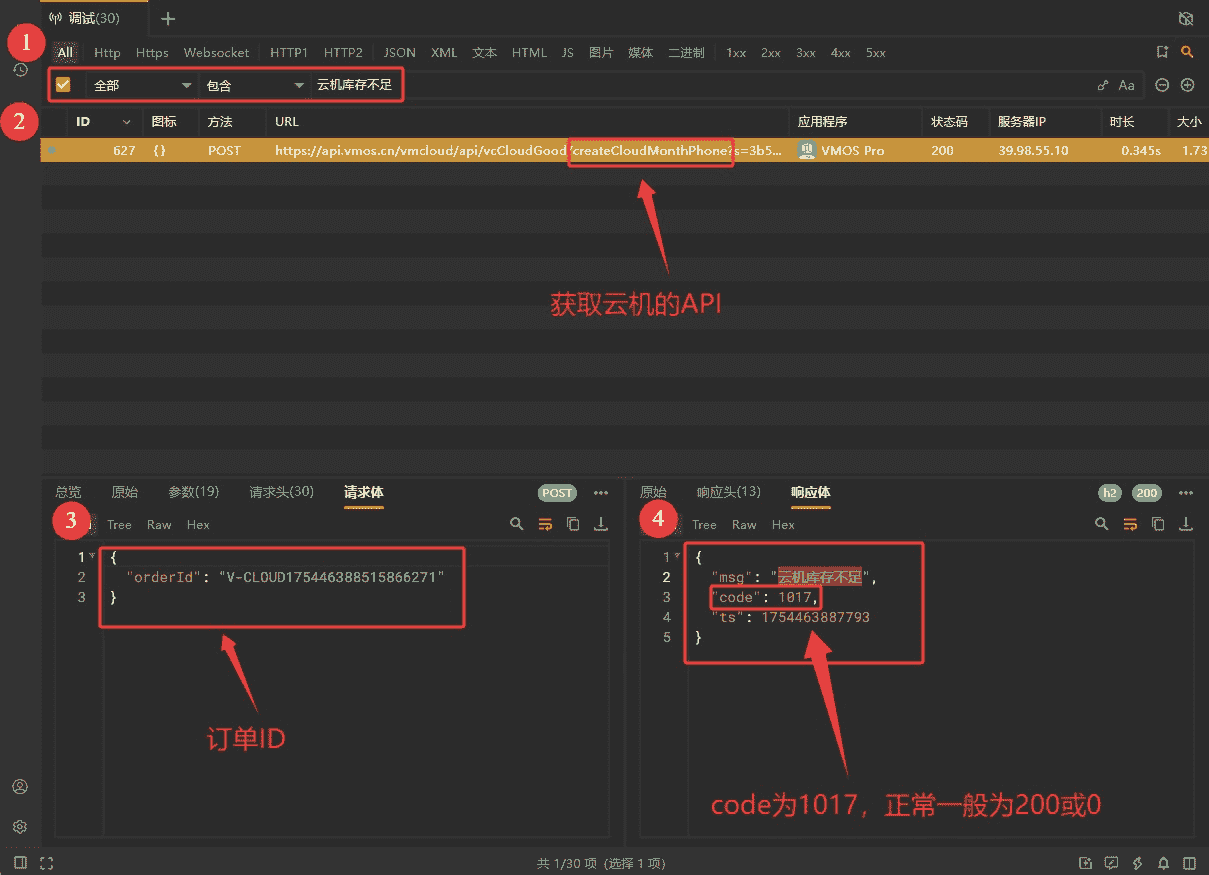 调试(30)
1
All Http Https Websocket HTTP1 HTTP2 JSON XML 文本 HTML JS 图片 媒体 二进制 1xx 2xx 3xx 4xx 5xx
全部 包含 云机库存不足 Aa
2
ID 图标 方法 URL 应用程序 状态码 服务器IP 时长 大小
627 {} POST https://api.vmos.cn/vmcloud/api/vcCloudGood/createCloudMonthPhone?s=3b5... VMOS Pro 200 39.98.55.10 0.345s 1.73
获取云机的API
总览 原始 参数(19) 请求头(30) 请求体 POST
3
Tree Raw Hex
1 {
2 "orderId": "V-CLOUD175446388515866271"
3 }
订单ID
原始 响应头(13) 响应体 h2 200
4
Tree Raw Hex
1 {
2 "msg": "云机库存不足",
3 "code": 1017,
4 "ts": 1754463887793
5 }
code为1017，正常一般为200或0
共 1/30 项 (选择 1 项)